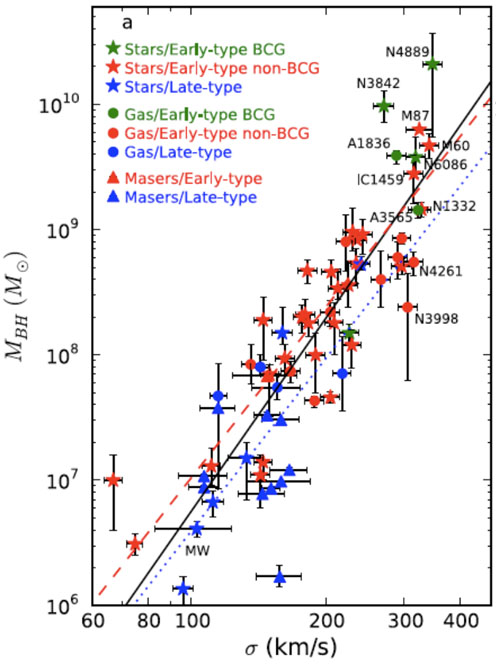 a
Stars/Early-type BCG
Stars/Early-type non-BCG
Stars/Late-type
Gas/Early-type BCG
Gas/Early-type non-BCG
Gas/Late-type
Masers/Early-type
Masers/Late-type
N4889
N3842
M87
A1836
M60
N6086
IC1459
A3565
N1332
N4261
N3998
MW
10^10
10^9
10^8
10^7
10^6
M_BH (M_⊙)
60 80 100 200 300 400
σ (km/s)